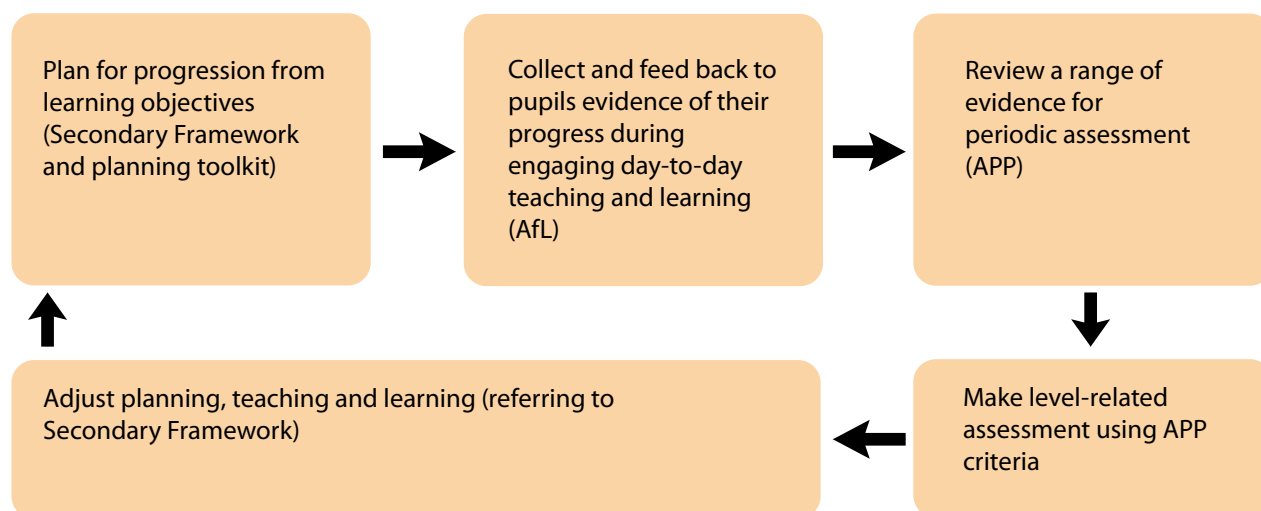 Plan for progression from
learning objectives
(Secondary Framework
and planning toolkit)
Collect and feed back to
pupils evidence of their
progress during
engaging day-to-day
teaching and learning
(AfL)
Review a range of
evidence for
periodic assessment
(APP)
Make level-related
assessment using APP
criteria
Adjust planning, teaching and learning (referring to
Secondary Framework)